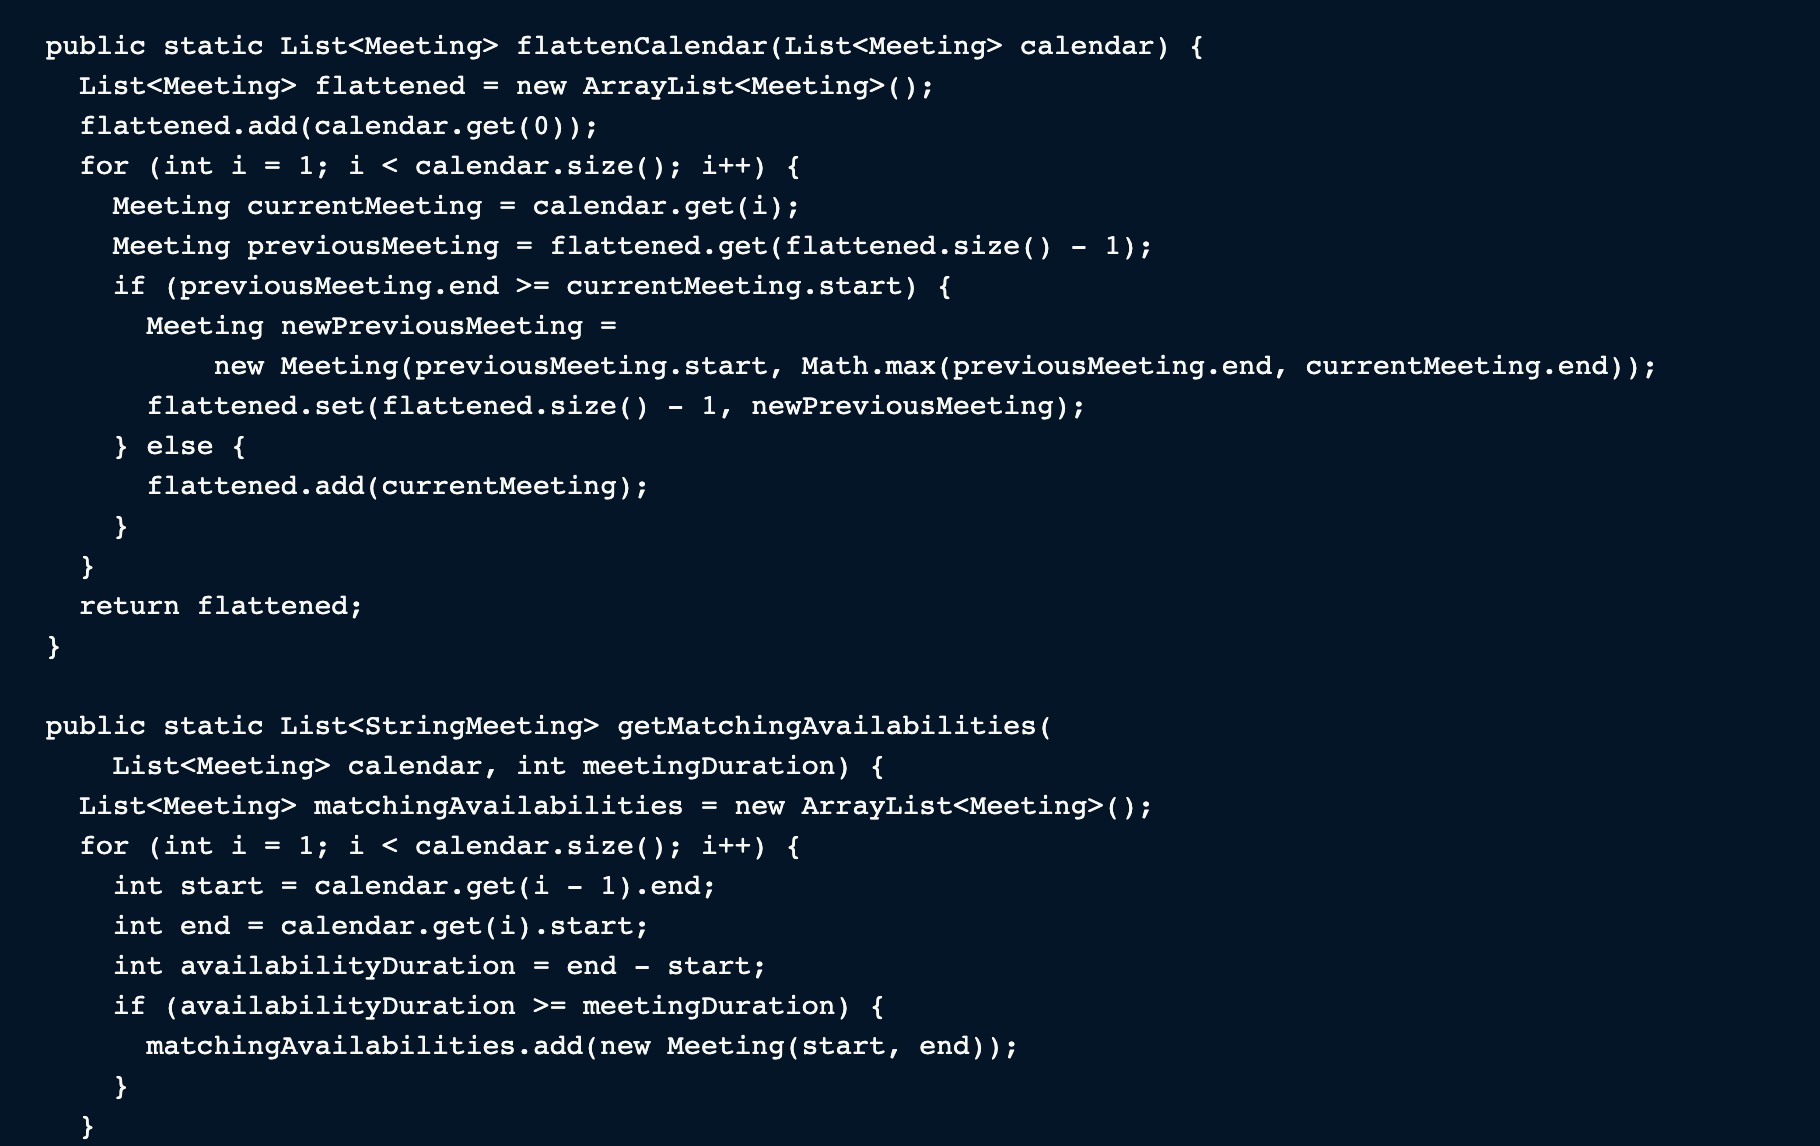 public static List<Meeting> flattenCalendar(List<Meeting> calendar) {
  List<Meeting> flattened = new ArrayList<Meeting>();
  flattened.add(calendar.get(0));
  for (int i = 1; i < calendar.size(); i++) {
    Meeting currentMeeting = calendar.get(i);
    Meeting previousMeeting = flattened.get(flattened.size() - 1);
    if (previousMeeting.end >= currentMeeting.start) {
      Meeting newPreviousMeeting =
          new Meeting(previousMeeting.start, Math.max(previousMeeting.end, currentMeeting.end));
      flattened.set(flattened.size() - 1, newPreviousMeeting);
    } else {
      flattened.add(currentMeeting);
    }
  }
  return flattened;
}

public static List<StringMeeting> getMatchingAvailabilities(
    List<Meeting> calendar, int meetingDuration) {
  List<Meeting> matchingAvailabilities = new ArrayList<Meeting>();
  for (int i = 1; i < calendar.size(); i++) {
    int start = calendar.get(i - 1).end;
    int end = calendar.get(i).start;
    int availabilityDuration = end - start;
    if (availabilityDuration >= meetingDuration) {
      matchingAvailabilities.add(new Meeting(start, end));
    }
  }